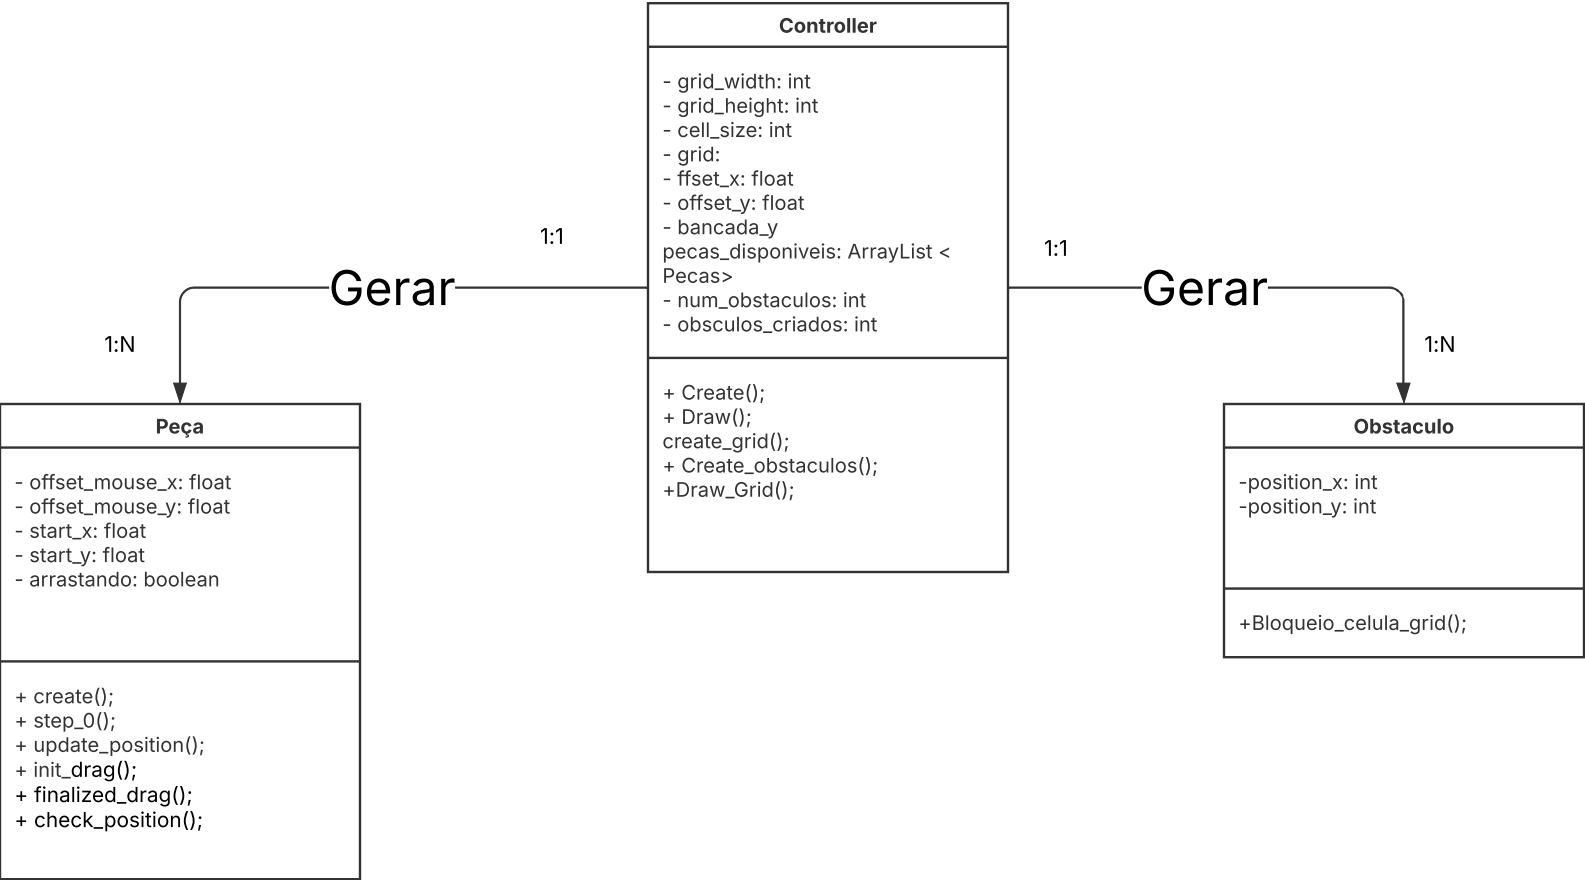 Controller
- grid_width: int
- grid_height: int
- cell_size: int
- grid:
- ffset_x: float
- offset_y: float
- bancada_y
pecas_disponiveis: ArrayList <
Pecas>
- num_obstaculos: int
- obsculos_criados: int
+ Create();
+ Draw();
create_grid();
+ Create_obstaculos();
+Draw_Grid();
1:1
Gerar
1:N
1:1
Gerar
1:N
Peça
- offset_mouse_x: float
- offset_mouse_y: float
- start_x: float
- start_y: float
- arrastando: boolean
+ create();
+ step_0();
+ update_position();
+ init_drag();
+ finalized_drag();
+ check_position();
Obstaculo
-position_x: int
-position_y: int
+Bloqueio_celula_grid();